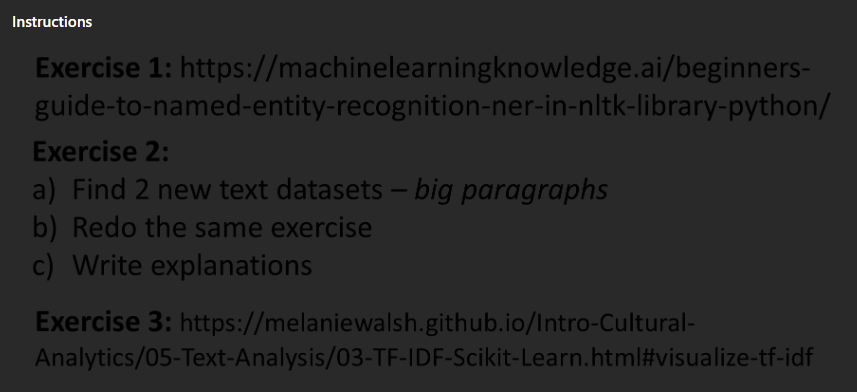 Instructions
Exercise 1: https://machinelearningknowledge.ai/beginners-
guide-to-named-entity-recognition-ner-in-nltk-library-python/
Exercise 2:
a) Find 2 new text datasets – big paragraphs
b) Redo the same exercise
c) Write explanations
Exercise 3: https://melaniewalsh.github.io/Intro-Cultural-
Analytics/05-Text-Analysis/03-TF-IDF-Scikit-Learn.html#visualize-tf-idf